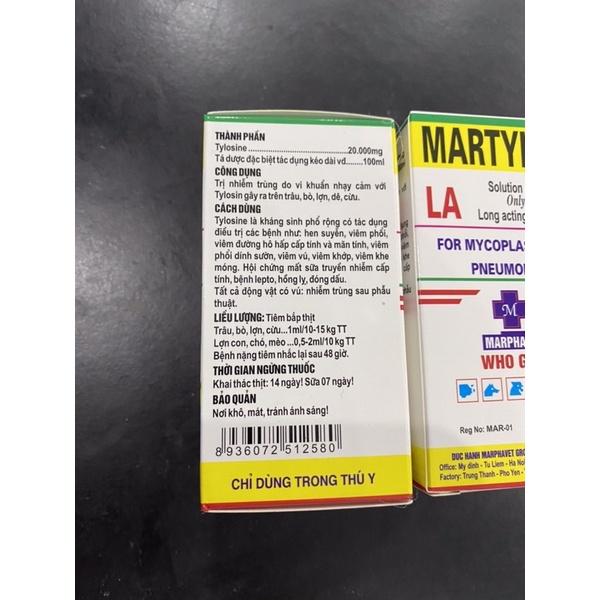 THÀNH PHẦN
Tylosine....................................20.000mg
Tá dược đặc biệt tác dụng kéo dài vđ........100ml
CÔNG DỤNG
Trị nhiễm trùng do vi khuẩn nhạy cảm với
Tylosin gây ra trên trâu, bò, lợn, dê, cừu.
CÁCH DÙNG
Tylosine là kháng sinh phổ rộng có tác dụng
điều trị các bệnh như: hen suyễn, viêm phổi,
viêm đường hô hấp cấp tính và mãn tính, viêm
phổi dính sườn, viêm vú, viêm khớp, viêm khe
móng. Hội chứng mất sữa truyền nhiễm cấp
tính, bệnh lepto, hồng lỵ, đóng dấu.
Tất cả động vật có vú: nhiễm trùng sau phẫu
thuật.
LIỀU LƯỢNG: Tiêm bắp thịt
Trâu, bò, lợn, cừu...1ml/10-15 kg TT
Lợn con, chó, mèo...0,5-2ml/10 kg TT
Bệnh nặng tiêm nhắc lại sau 48 giờ.
THỜI GIAN NGỪNG THUỐC
Khai thác thịt: 14 ngày! Sữa 07 ngày!
BẢO QUẢN
Nơi khô, mát, tránh ánh sáng!
8 936072 512580
CHỈ DÙNG TRONG THÚ Y
MARTY
LA
Solution
Only
Long acting
FOR MYCOPLAS
PNEUMO
M
MARPHA
WHO G
Reg No: MAR-01
DUC HANH MARPHAVET GRO
Office: My dinh - Tu Liem - Ha No
Factory: Trung Thanh - Pho Yen -